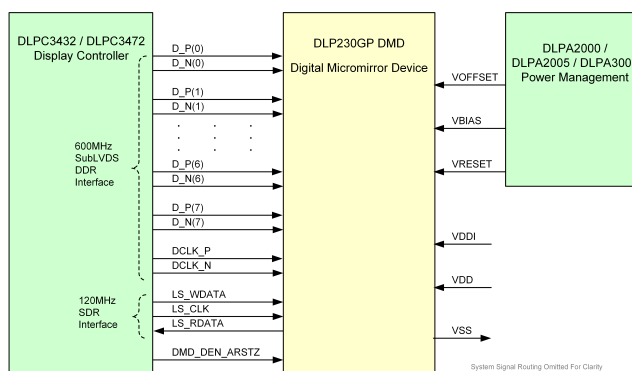 DLPC3432 / DLPC3472
Display Controller
D_P(0)
D_N(0)
D_P(1)
D_N(1)
600MHz
SubLVDS
DDR
Interface
D_P(6)
D_N(6)
D_P(7)
D_N(7)
DCLK_P
DCLK_N
120MHz
SDR
Interface
LS_WDATA
LS_CLK
LS_RDATA
DMD_DEN_ARSTZ
DLP230GP DMD
Digital Micromirror Device
VOFFSET
VBIAS
VRESET
VDDI
VDD
VSS
DLPA2000 /
DLPA2005 / DLPA300
Power Management
System Signal Routing Omitted For Clarity